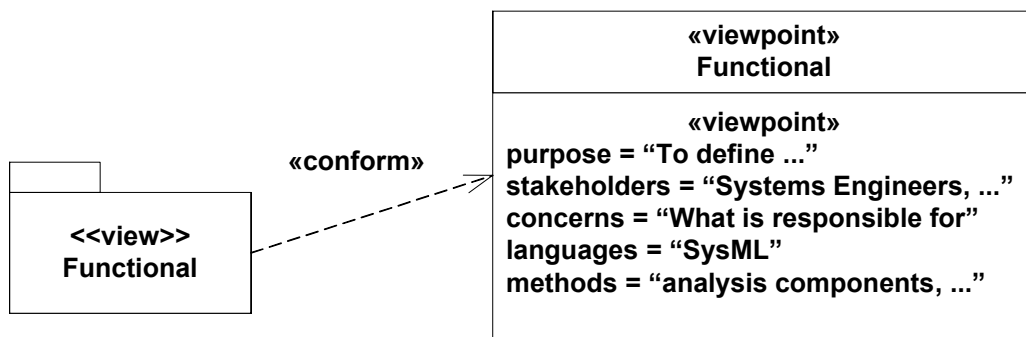 «viewpoint»
Functional
«viewpoint»
purpose = “To define ...”
stakeholders = “Systems Engineers, ...”
concerns = “What is responsible for”
languages = “SysML”
methods = “analysis components, ...”
«conform»
<<view>>
Functional